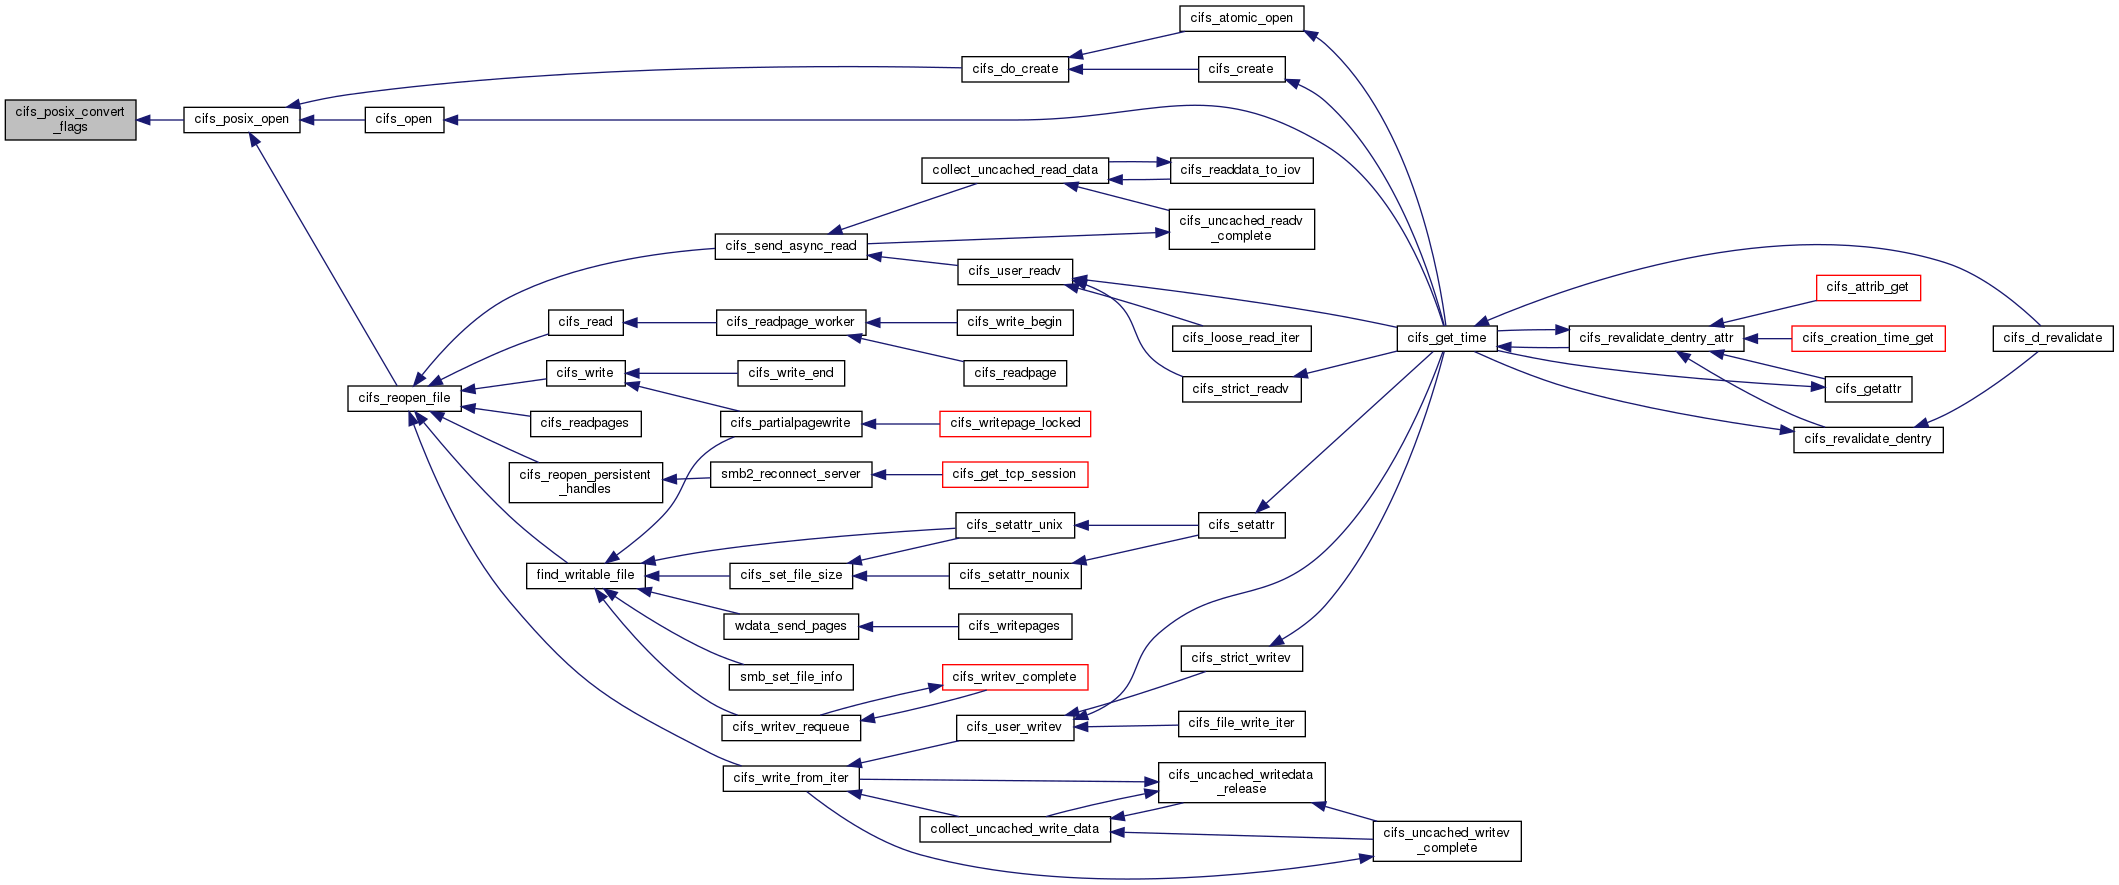 cifs_atomic_open
cifs_do_create
cifs_create
cifs_posix_convert
_flags
cifs_posix_open
cifs_open
collect_uncached_read_data
cifs_readdata_to_iov
cifs_uncached_readv
_complete
cifs_send_async_read
cifs_user_readv
cifs_attrib_get
cifs_read
cifs_readpage_worker
cifs_write_begin
cifs_loose_read_iter
cifs_get_time
cifs_revalidate_dentry_attr
cifs_creation_time_get
cifs_d_revalidate
cifs_write
cifs_write_end
cifs_readpage
cifs_strict_readv
cifs_getattr
cifs_reopen_file
cifs_readpages
cifs_partialpagewrite
cifs_writepage_locked
cifs_revalidate_dentry
cifs_reopen_persistent
_handles
smb2_reconnect_server
cifs_get_tcp_session
cifs_setattr_unix
cifs_setattr
find_writable_file
cifs_set_file_size
cifs_setattr_nounix
wdata_send_pages
cifs_writepages
cifs_strict_writev
smb_set_file_info
cifs_writev_complete
cifs_writev_requeue
cifs_user_writev
cifs_file_write_iter
cifs_write_from_iter
cifs_uncached_writedata
_release
collect_uncached_write_data
cifs_uncached_writev
_complete